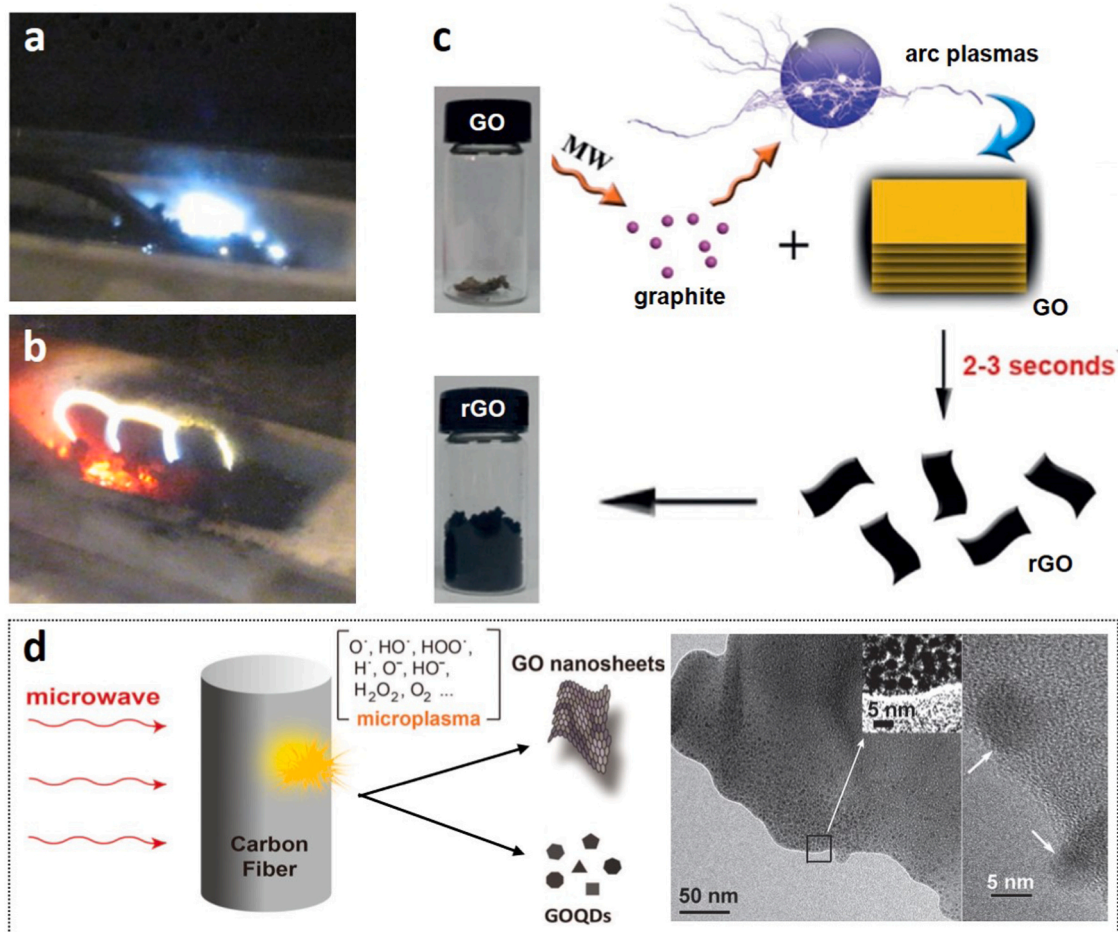 a
b
c
GO
MW
graphite
arc plasmas
+
GO
2-3 seconds
rGO
rGO
d
microwave
Carbon
Fiber
O˙, HO˙, HOO˙,
H˙, O⁻, HO⁻,
H₂O₂, O₂ ...
microplasma
GO nanosheets
GOQDs
5 nm
50 nm
5 nm